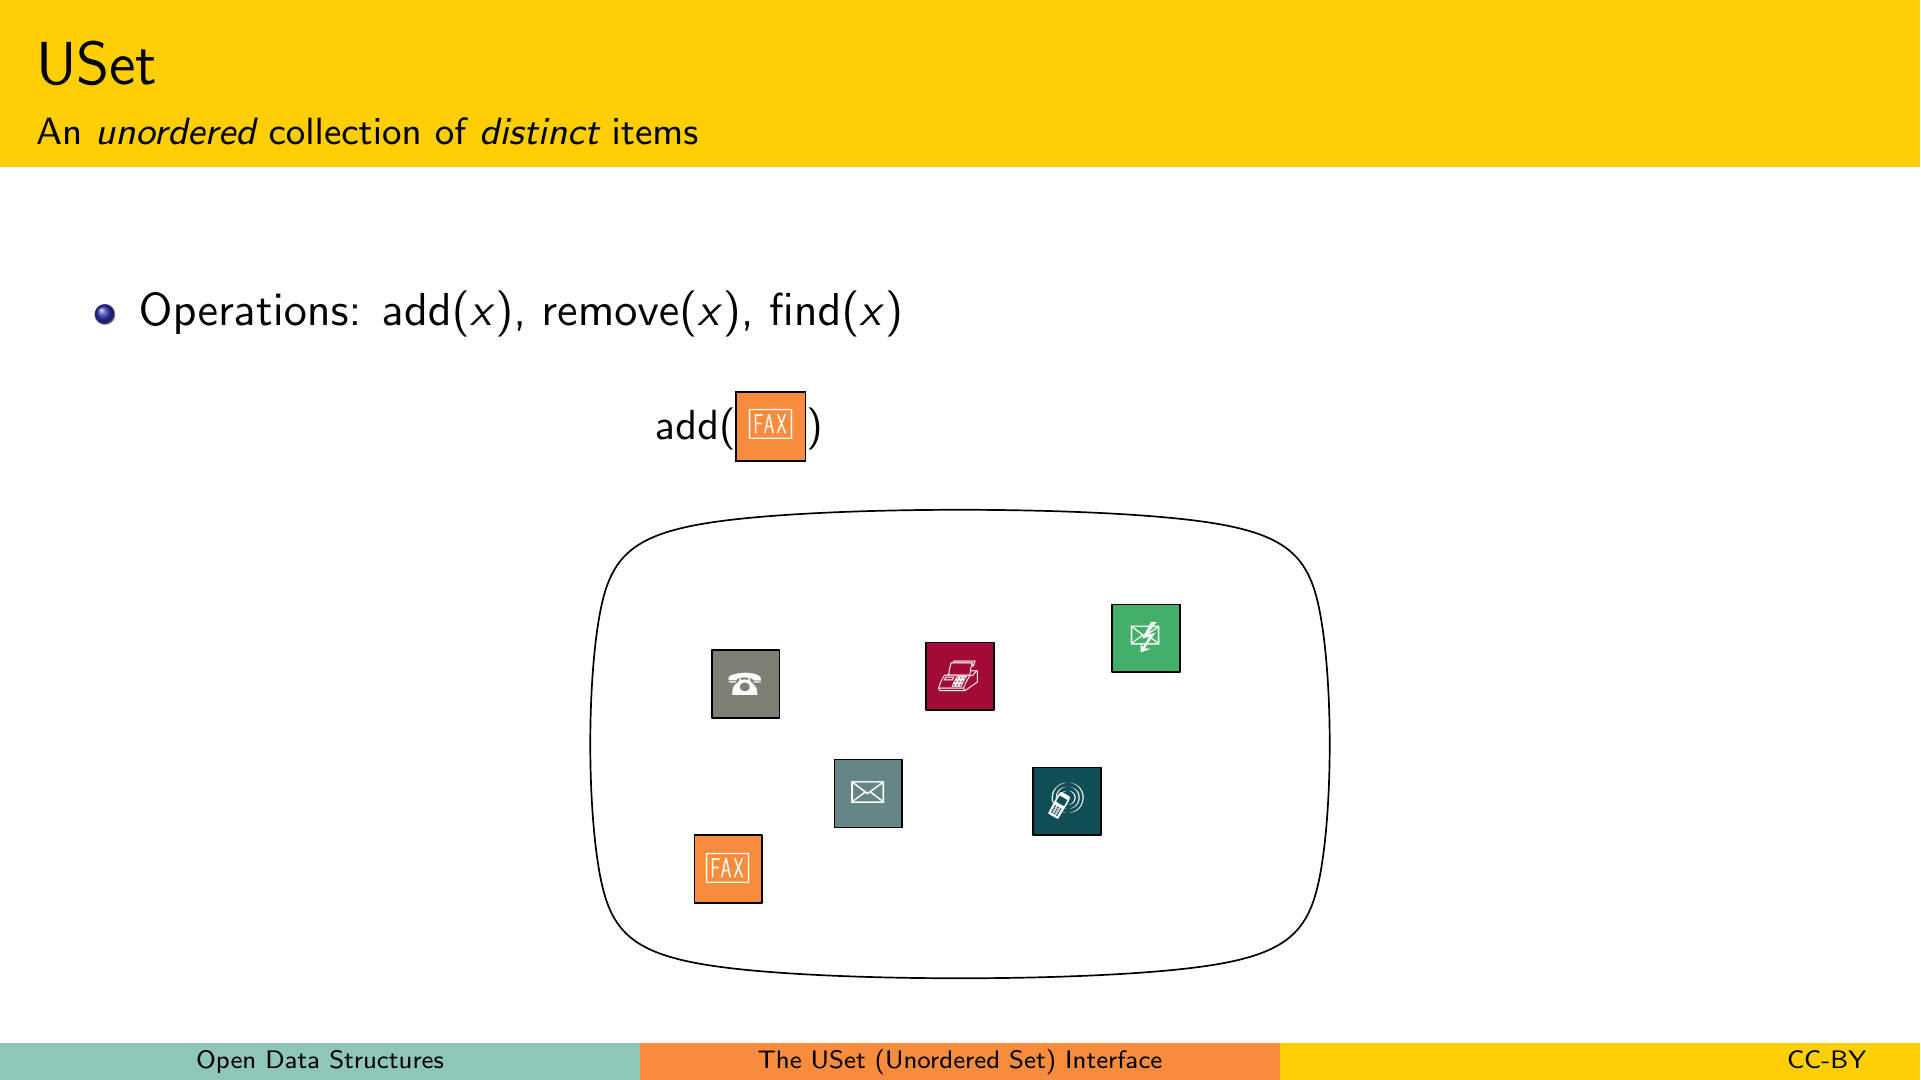 USet
An unordered collection of distinct items
Operations: add(x), remove(x), find(x)
add(FAX)
FAX
Open Data Structures
The USet (Unordered Set) Interface
CC-BY